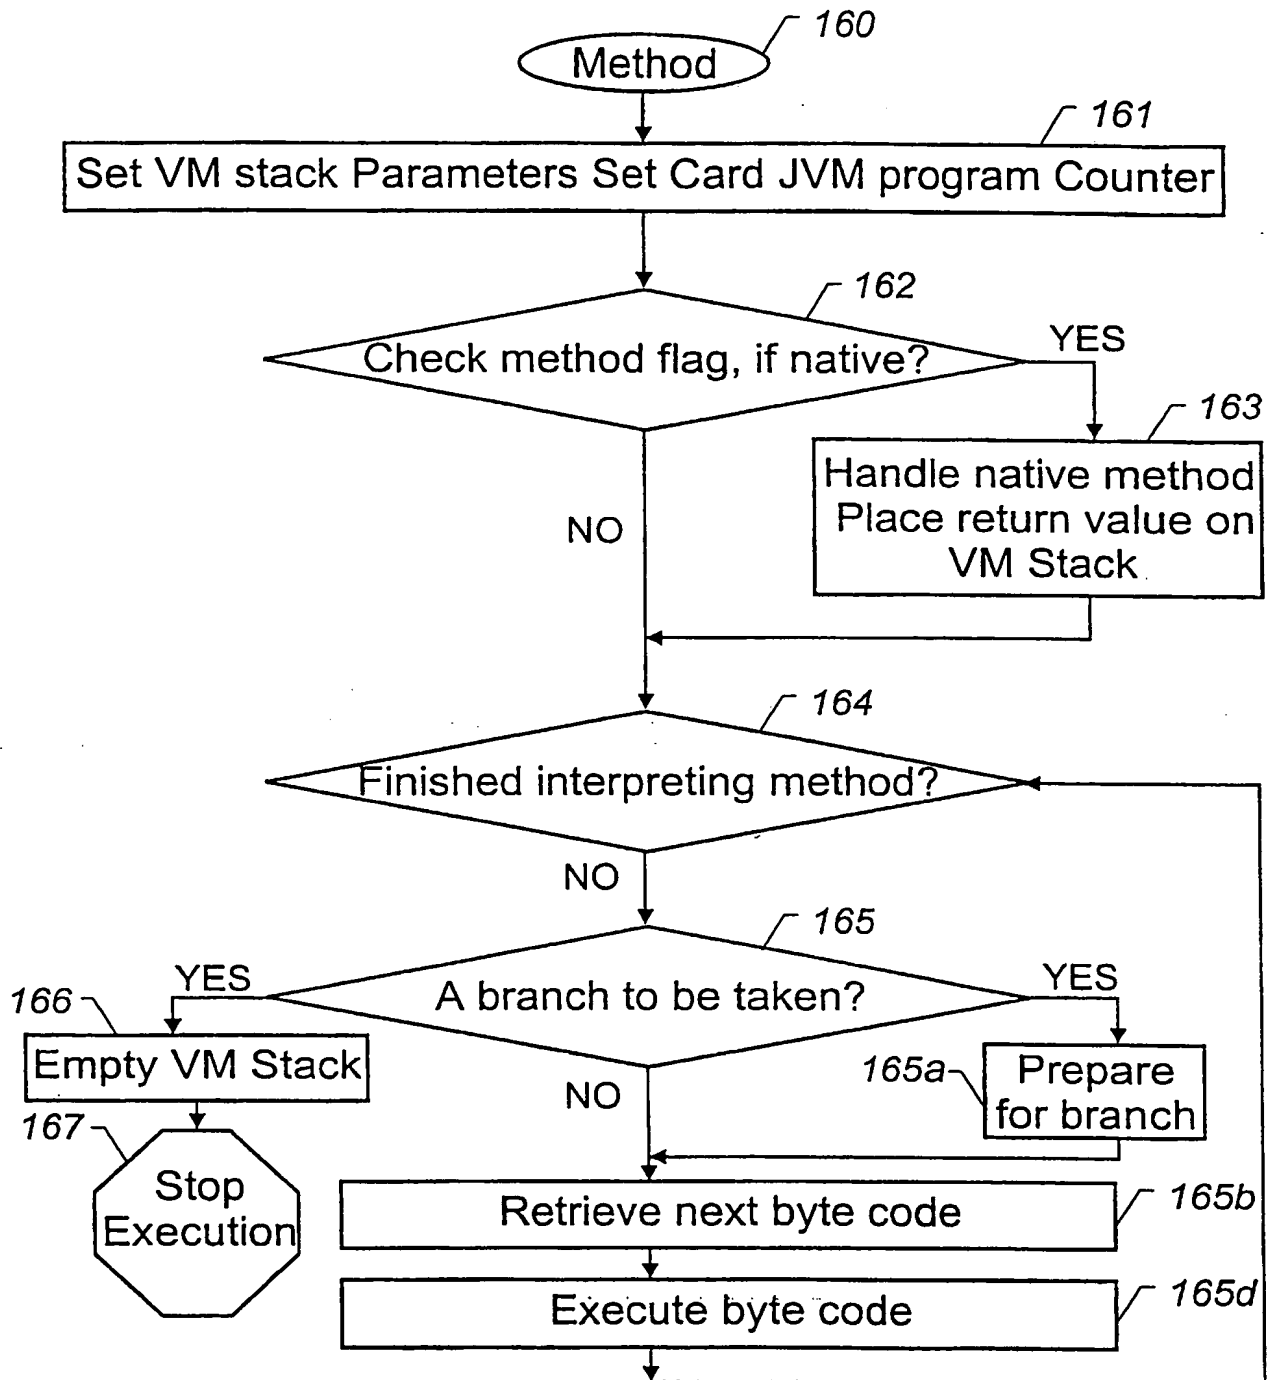 160
Method
161
Set VM stack Parameters Set Card JVM program Counter
162
Check method flag, if native?
YES
163
Handle native method
Place return value on
VM Stack
NO
164
Finished interpreting method?
NO
165
A branch to be taken?
YES
YES
166
Empty VM Stack
165a
Prepare
for branch
NO
167
Stop
Execution
Retrieve next byte code
165b
Execute byte code
165d